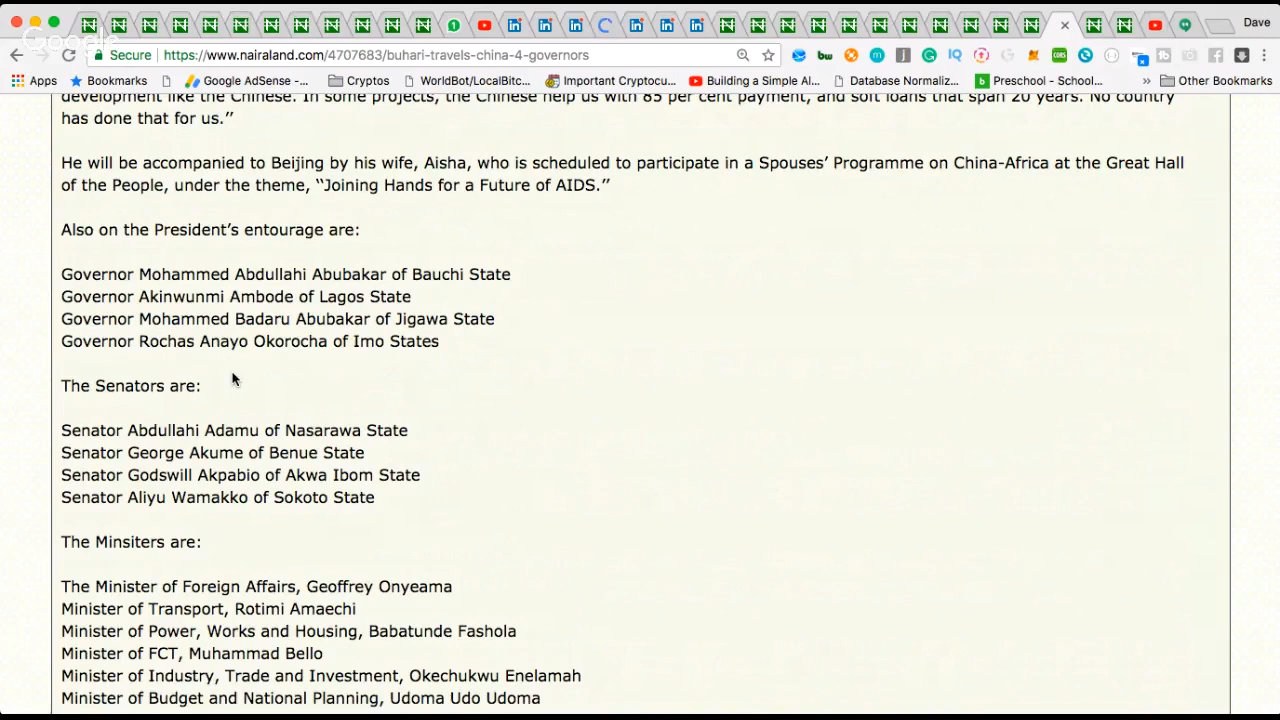 Dave
Google
Secure https://www.nairaland.com/4707683/buhari-travels-china-4-governors
Apps Bookmarks Google AdSense -... Cryptos WorIbot/LocalBitc... Important Cryptocu... Building a Simple AI... Database Normaliz... Preschool - School... » Other Bookmarks
development like the Chinese. In some projects, the Chinese help us with 85 per cent payment, and soft loans that span 20 years. No country
has done that for us.”
He will be accompanied to Beijing by his wife, Aisha, who is scheduled to participate in a Spouses’ Programme on China-Africa at the Great Hall
of the People, under the theme, “Joining Hands for a Future of AIDS.”
Also on the President’s entourage are:
Governor Mohammed Abdullahi Abubakar of Bauchi State
Governor Akinwunmi Ambode of Lagos State
Governor Mohammed Badaru Abubakar of Jigawa State
Governor Rochas Anayo Okorocha of Imo States
The Senators are:
Senator Abdullahi Adamu of Nasarawa State
Senator George Akume of Benue State
Senator Godswill Akpabio of Akwa Ibom State
Senator Aliyu Wamakko of Sokoto State
The Minsiters are:
The Minister of Foreign Affairs, Geoffrey Onyeama
Minister of Transport, Rotimi Amaechi
Minister of Power, Works and Housing, Babatunde Fashola
Minister of FCT, Muhammad Bello
Minister of Industry, Trade and Investment, Okechukwu Enelamah
Minister of Budget and National Planning, Udoma Udo Udoma